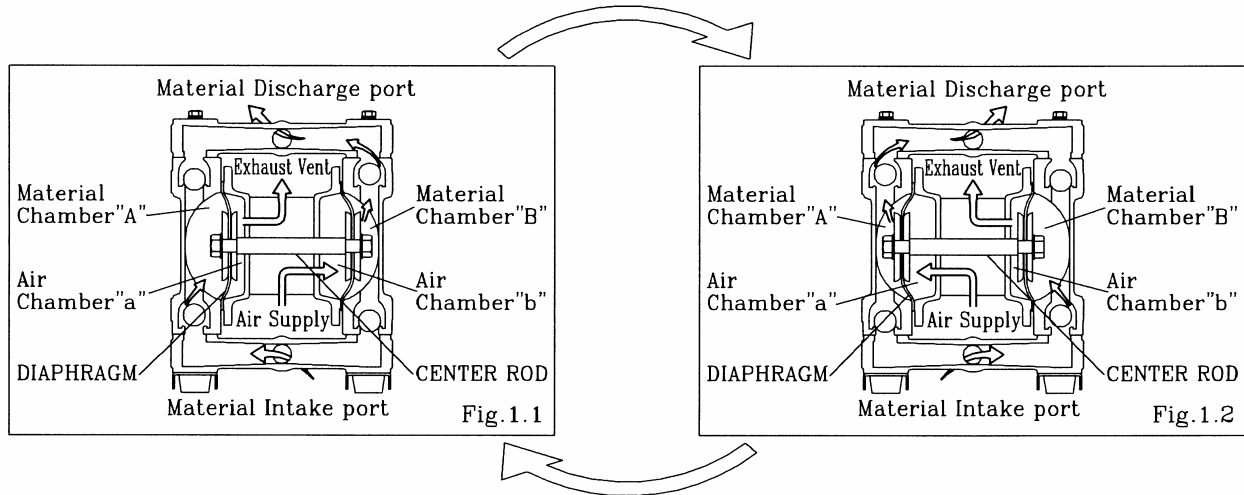 Material Discharge port
Exhaust Vent
Material
Chamber"A"
Material
Chamber"B"
Air
Chamber"a"
Air
Chamber"b"
Air Supply
DIAPHRAGM
CENTER ROD
Material Intake port
Fig.1.1
Material Discharge port
Exhaust Vent
Material
Chamber"A"
Material
Chamber"B"
Air
Chamber"a"
Air
Chamber"b"
Air Supply
DIAPHRAGM
CENTER ROD
Material Intake port
Fig.1.2